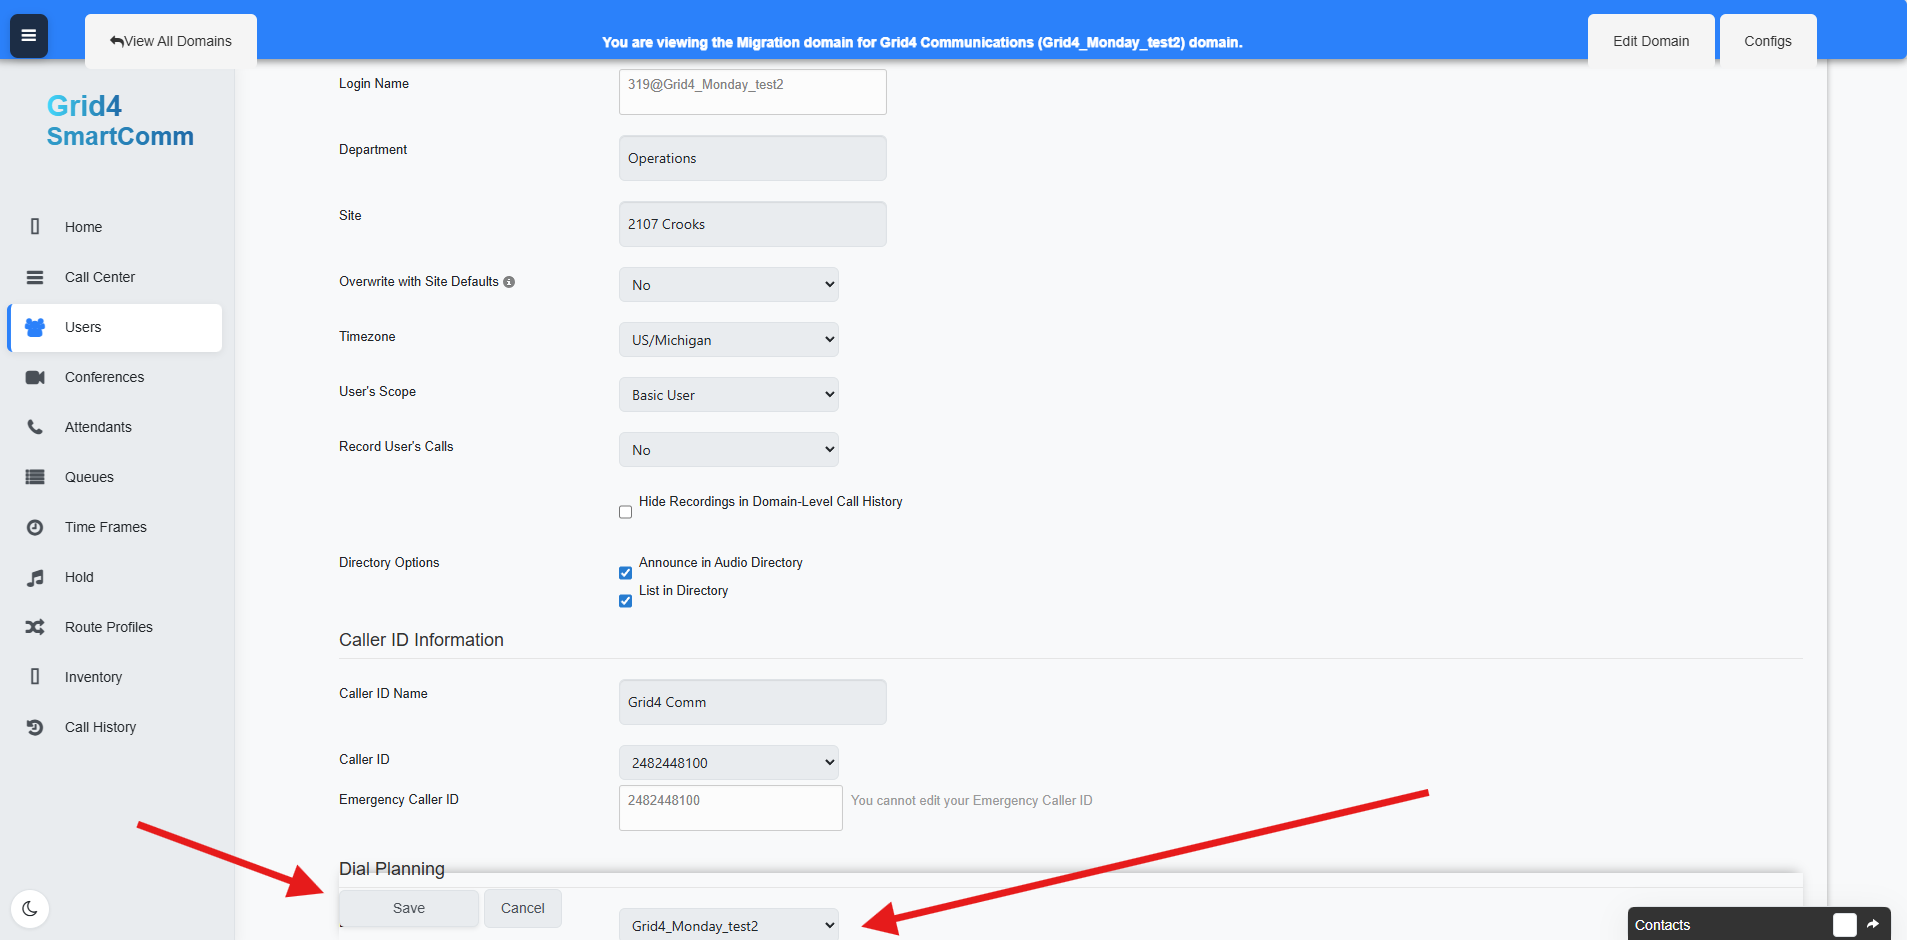 View All Domains
You are viewing the Migration domain for Grid4 Communications (Grid4_Monday_test2) domain.
Edit Domain
Configs
Grid4
SmartComm
Home
Call Center
Users
Conferences
Attendants
Queues
Time Frames
Hold
Route Profiles
Inventory
Call History
Login Name
319@Grid4_Monday_test2
Department
Operations
Site
2107 Crooks
Overwrite with Site Defaults
No
Timezone
US/Michigan
User's Scope
Basic User
Record User's Calls
No
Hide Recordings in Domain-Level Call History
Directory Options
Announce in Audio Directory
List in Directory
Caller ID Information
Caller ID Name
Grid4 Comm
Caller ID
2482448100
Emergency Caller ID
2482448100
You cannot edit your Emergency Caller ID
Dial Planning
Save
Cancel
Grid4_Monday_test2
Contacts